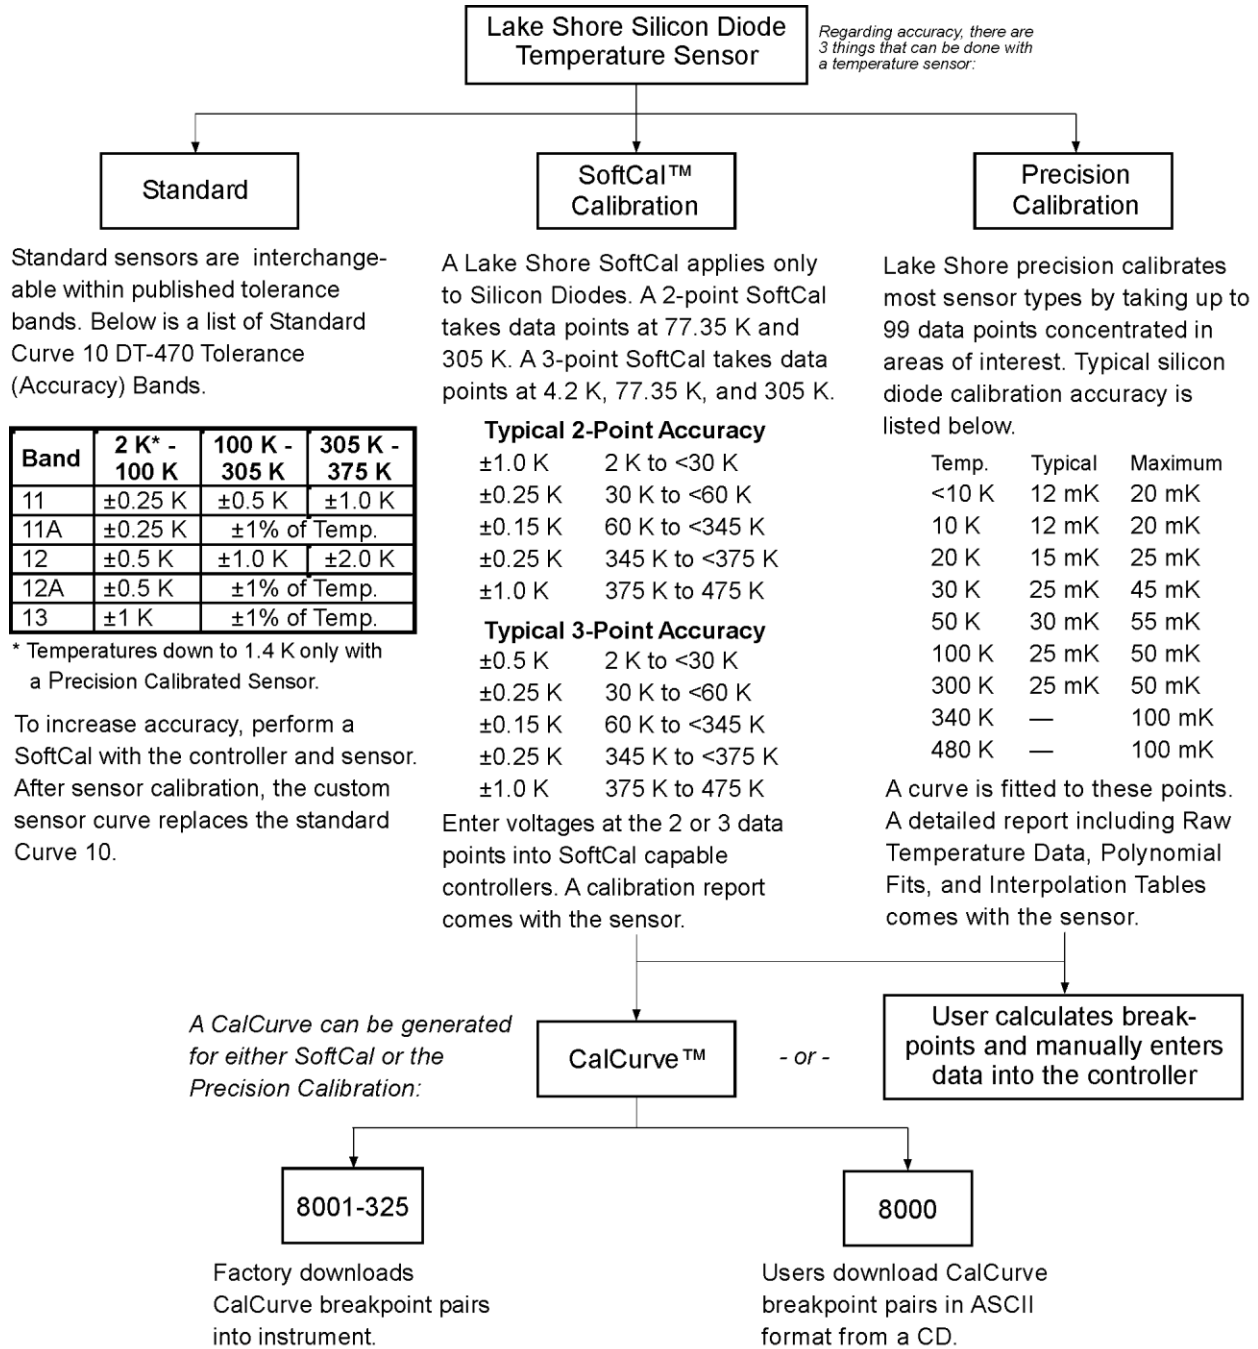 Lake Shore Silicon Diode
Temperature Sensor
Regarding accuracy, there are
3 things that can be done with
a temperature sensor:
Standard
Standard sensors are interchange-
able within published tolerance
bands. Below is a list of Standard
Curve 10 DT-470 Tolerance
(Accuracy) Bands.
Band 2 K* - 100 K 100 K - 305 K 305 K - 375 K
11 ±0.25 K ±0.5 K ±1.0 K
11A ±0.25 K ±1% of Temp.
12 ±0.5 K ±1.0 K ±2.0 K
12A ±0.5 K ±1% of Temp.
13 ±1 K ±1% of Temp.
* Temperatures down to 1.4 K only with
a Precision Calibrated Sensor.
To increase accuracy, perform a
SoftCal with the controller and sensor.
After sensor calibration, the custom
sensor curve replaces the standard
Curve 10.
SoftCal™
Calibration
A Lake Shore SoftCal applies only
to Silicon Diodes. A 2-point SoftCal
takes data points at 77.35 K and
305 K. A 3-point SoftCal takes data
points at 4.2 K, 77.35 K, and 305 K.
Typical 2-Point Accuracy
±1.0 K 2 K to <30 K
±0.25 K 30 K to <60 K
±0.15 K 60 K to <345 K
±0.25 K 345 K to <375 K
±1.0 K 375 K to 475 K
Typical 3-Point Accuracy
±0.5 K 2 K to <30 K
±0.25 K 30 K to <60 K
±0.15 K 60 K to <345 K
±0.25 K 345 K to <375 K
±1.0 K 375 K to 475 K
Enter voltages at the 2 or 3 data
points into SoftCal capable
controllers. A calibration report
comes with the sensor.
Precision
Calibration
Lake Shore precision calibrates
most sensor types by taking up to
99 data points concentrated in
areas of interest. Typical silicon
diode calibration accuracy is
listed below.
Temp. Typical Maximum
<10 K 12 mK 20 mK
10 K 12 mK 20 mK
20 K 15 mK 25 mK
30 K 25 mK 45 mK
50 K 30 mK 55 mK
100 K 25 mK 50 mK
300 K 25 mK 50 mK
340 K — 100 mK
480 K — 100 mK
A curve is fitted to these points.
A detailed report including Raw
Temperature Data, Polynomial
Fits, and Interpolation Tables
comes with the sensor.
A CalCurve can be generated
for either SoftCal or the
Precision Calibration:
CalCurve™
- or -
User calculates break-
points and manually enters
data into the controller
8001-325
Factory downloads
CalCurve breakpoint pairs
into instrument.
8000
Users download CalCurve
breakpoint pairs in ASCII
format from a CD.